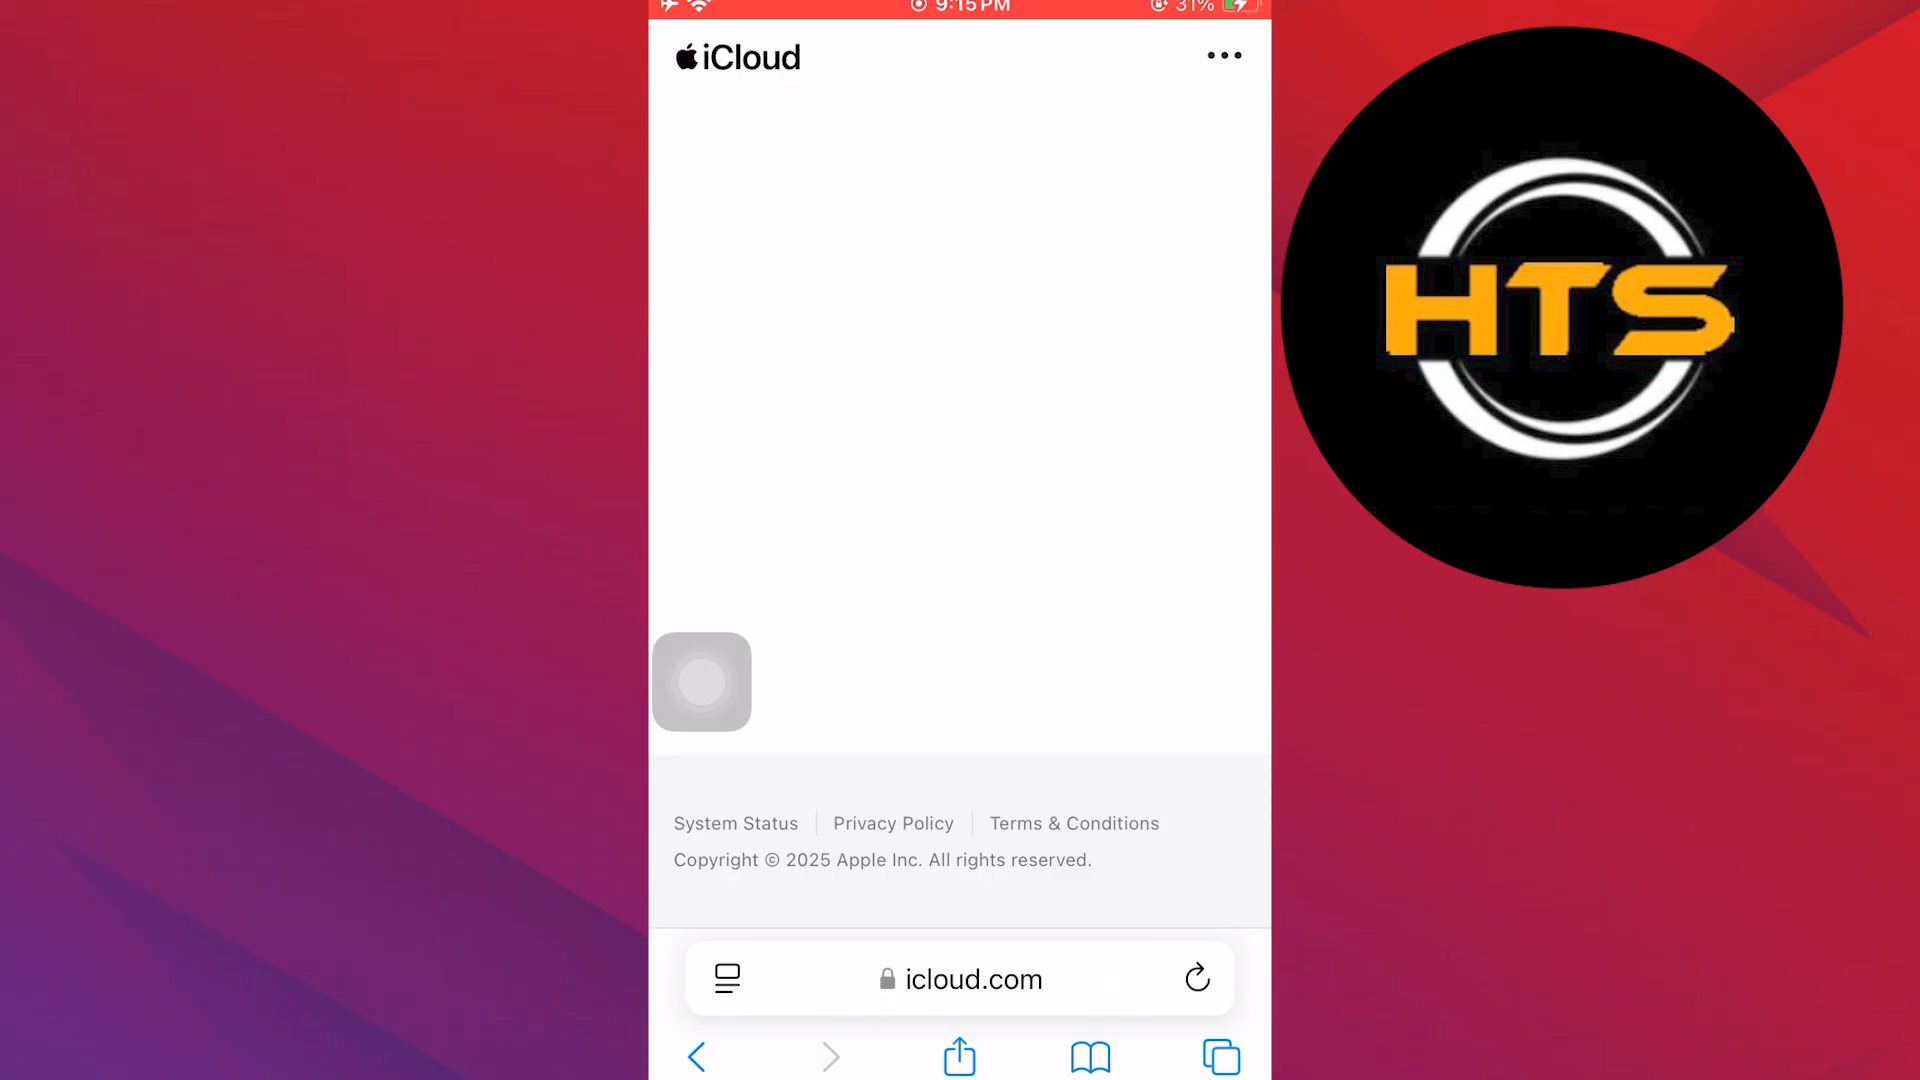 9:15 PM
31%
iCloud
HTS
System Status
Privacy Policy
Terms & Conditions
Copyright © 2025 Apple Inc. All rights reserved.
icloud.com